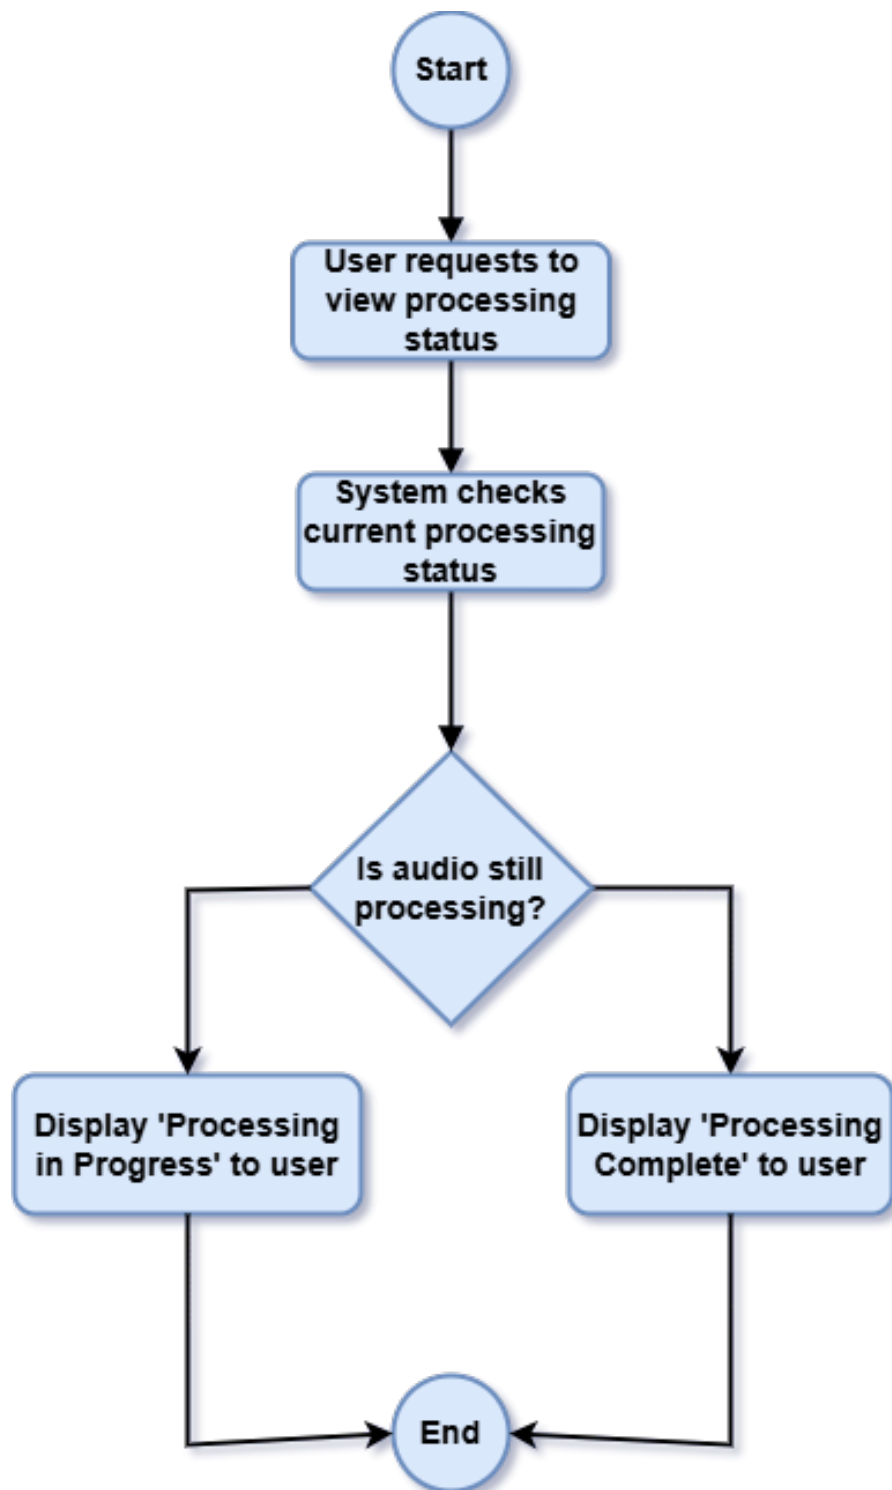 Start
User requests to
view processing
status
System checks
current processing
status
Is audio still
processing?
Display 'Processing
in Progress' to user
Display 'Processing
Complete' to user
End